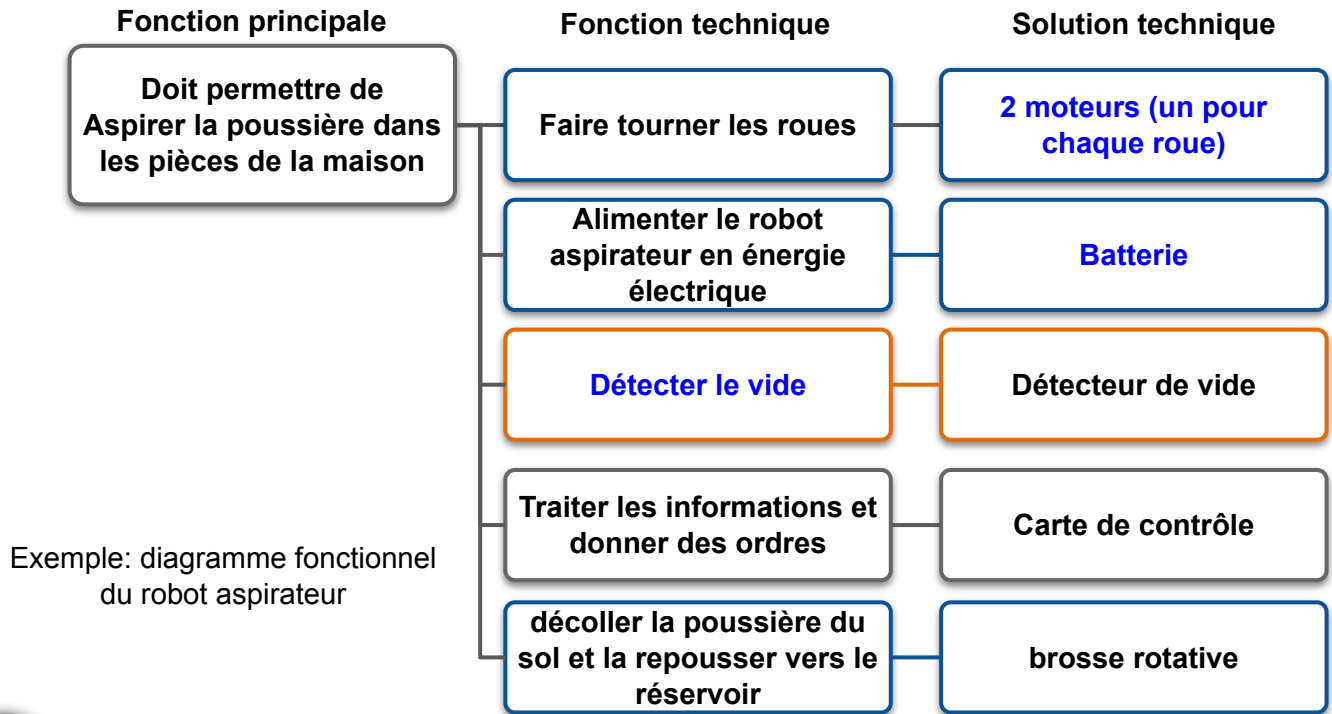 Fonction principale
Fonction technique
Solution technique
Doit permettre de
Aspirer la poussière dans
les pièces de la maison
Faire tourner les roues
2 moteurs (un pour
chaque roue)
Alimenter le robot
aspirateur en énergie
électrique
Batterie
Détecter le vide
Détecteur de vide
Traiter les informations et
donner des ordres
Carte de contrôle
Exemple: diagramme fonctionnel
du robot aspirateur
décoller la poussière du
sol et la repousser vers le
réservoir
brosse rotative